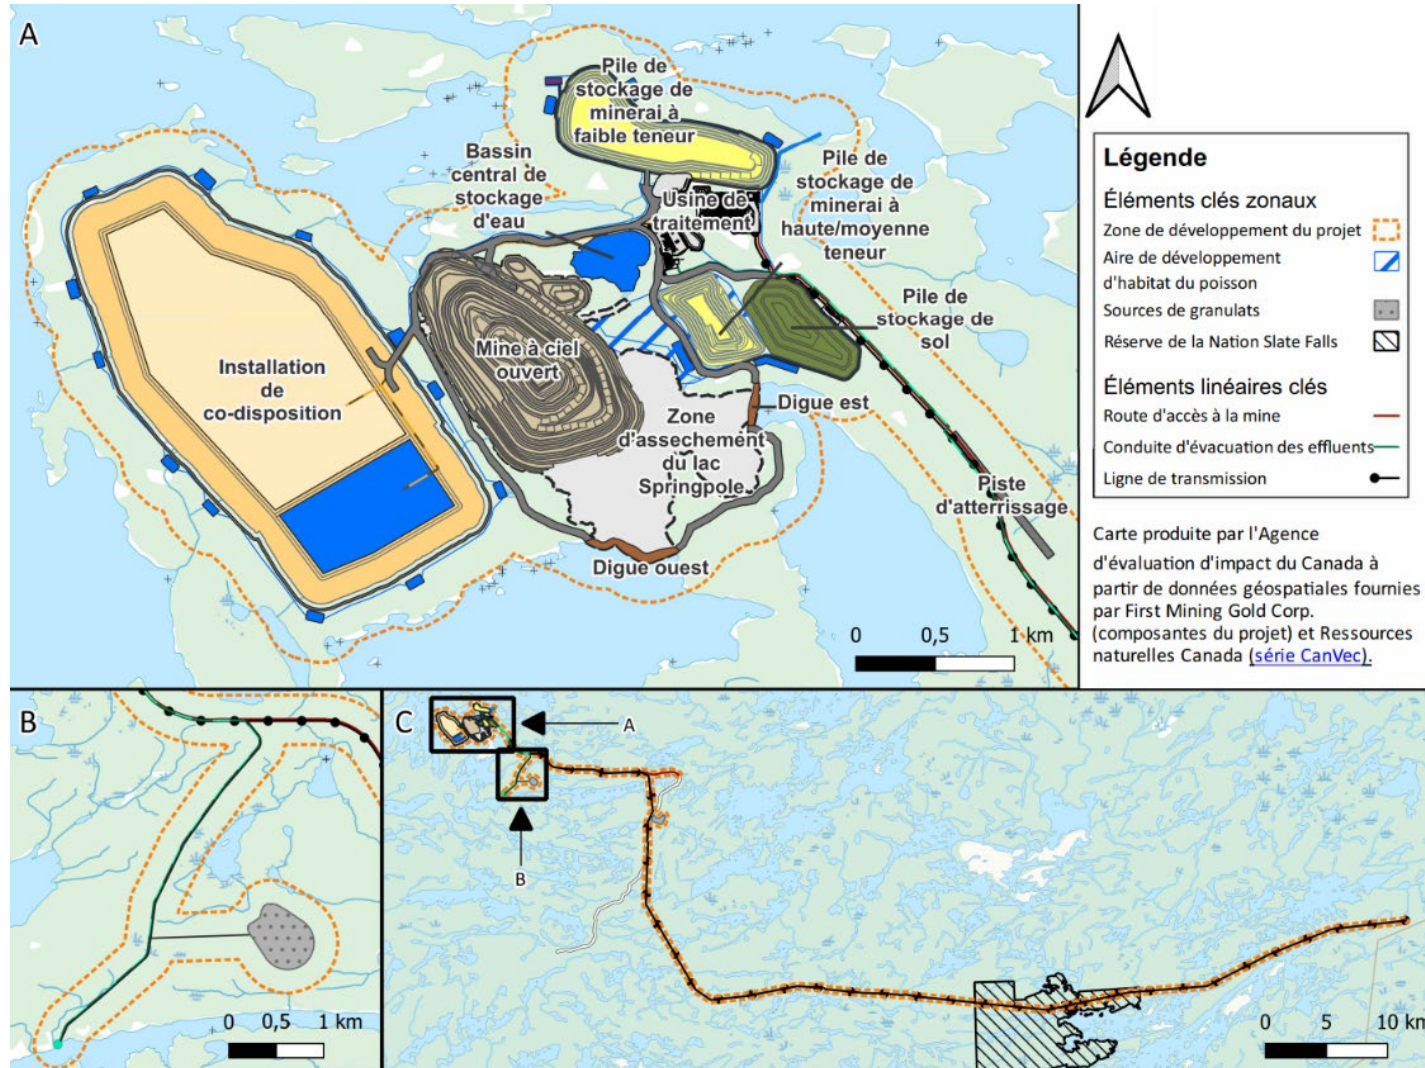 A
Pile de
stockage de
minerai à
faible teneur
Bassin
central de
stockage
d'eau
Pile de
stockage de
minerai à
haute/moyenne
teneur
Usine de
traitement
Pile de
stockage de
sol
Mine à ciel
ouvert
Installation
de
co-disposition
Digue est
Zone
d'assechement
du lac
Springpole
Piste
d'atterrissage
Digue ouest
0 0,5 1 km
Légende
Éléments clés zonaux
Zone de développement du projet
Aire de développement
d'habitat du poisson
Sources de granulats
Réserve de la Nation Slate Falls
Éléments linéaires clés
Route d'accès à la mine
Conduite d'évacuation des effluents
Ligne de transmission
Carte produite par l'Agence
d'évaluation d'impact du Canada à
partir de données géospatiales fournies
par First Mining Gold Corp.
(composantes du projet) et Ressources
naturelles Canada (série CanVec).
B
0 0,5 1 km
C
A
B
0 5 10 km